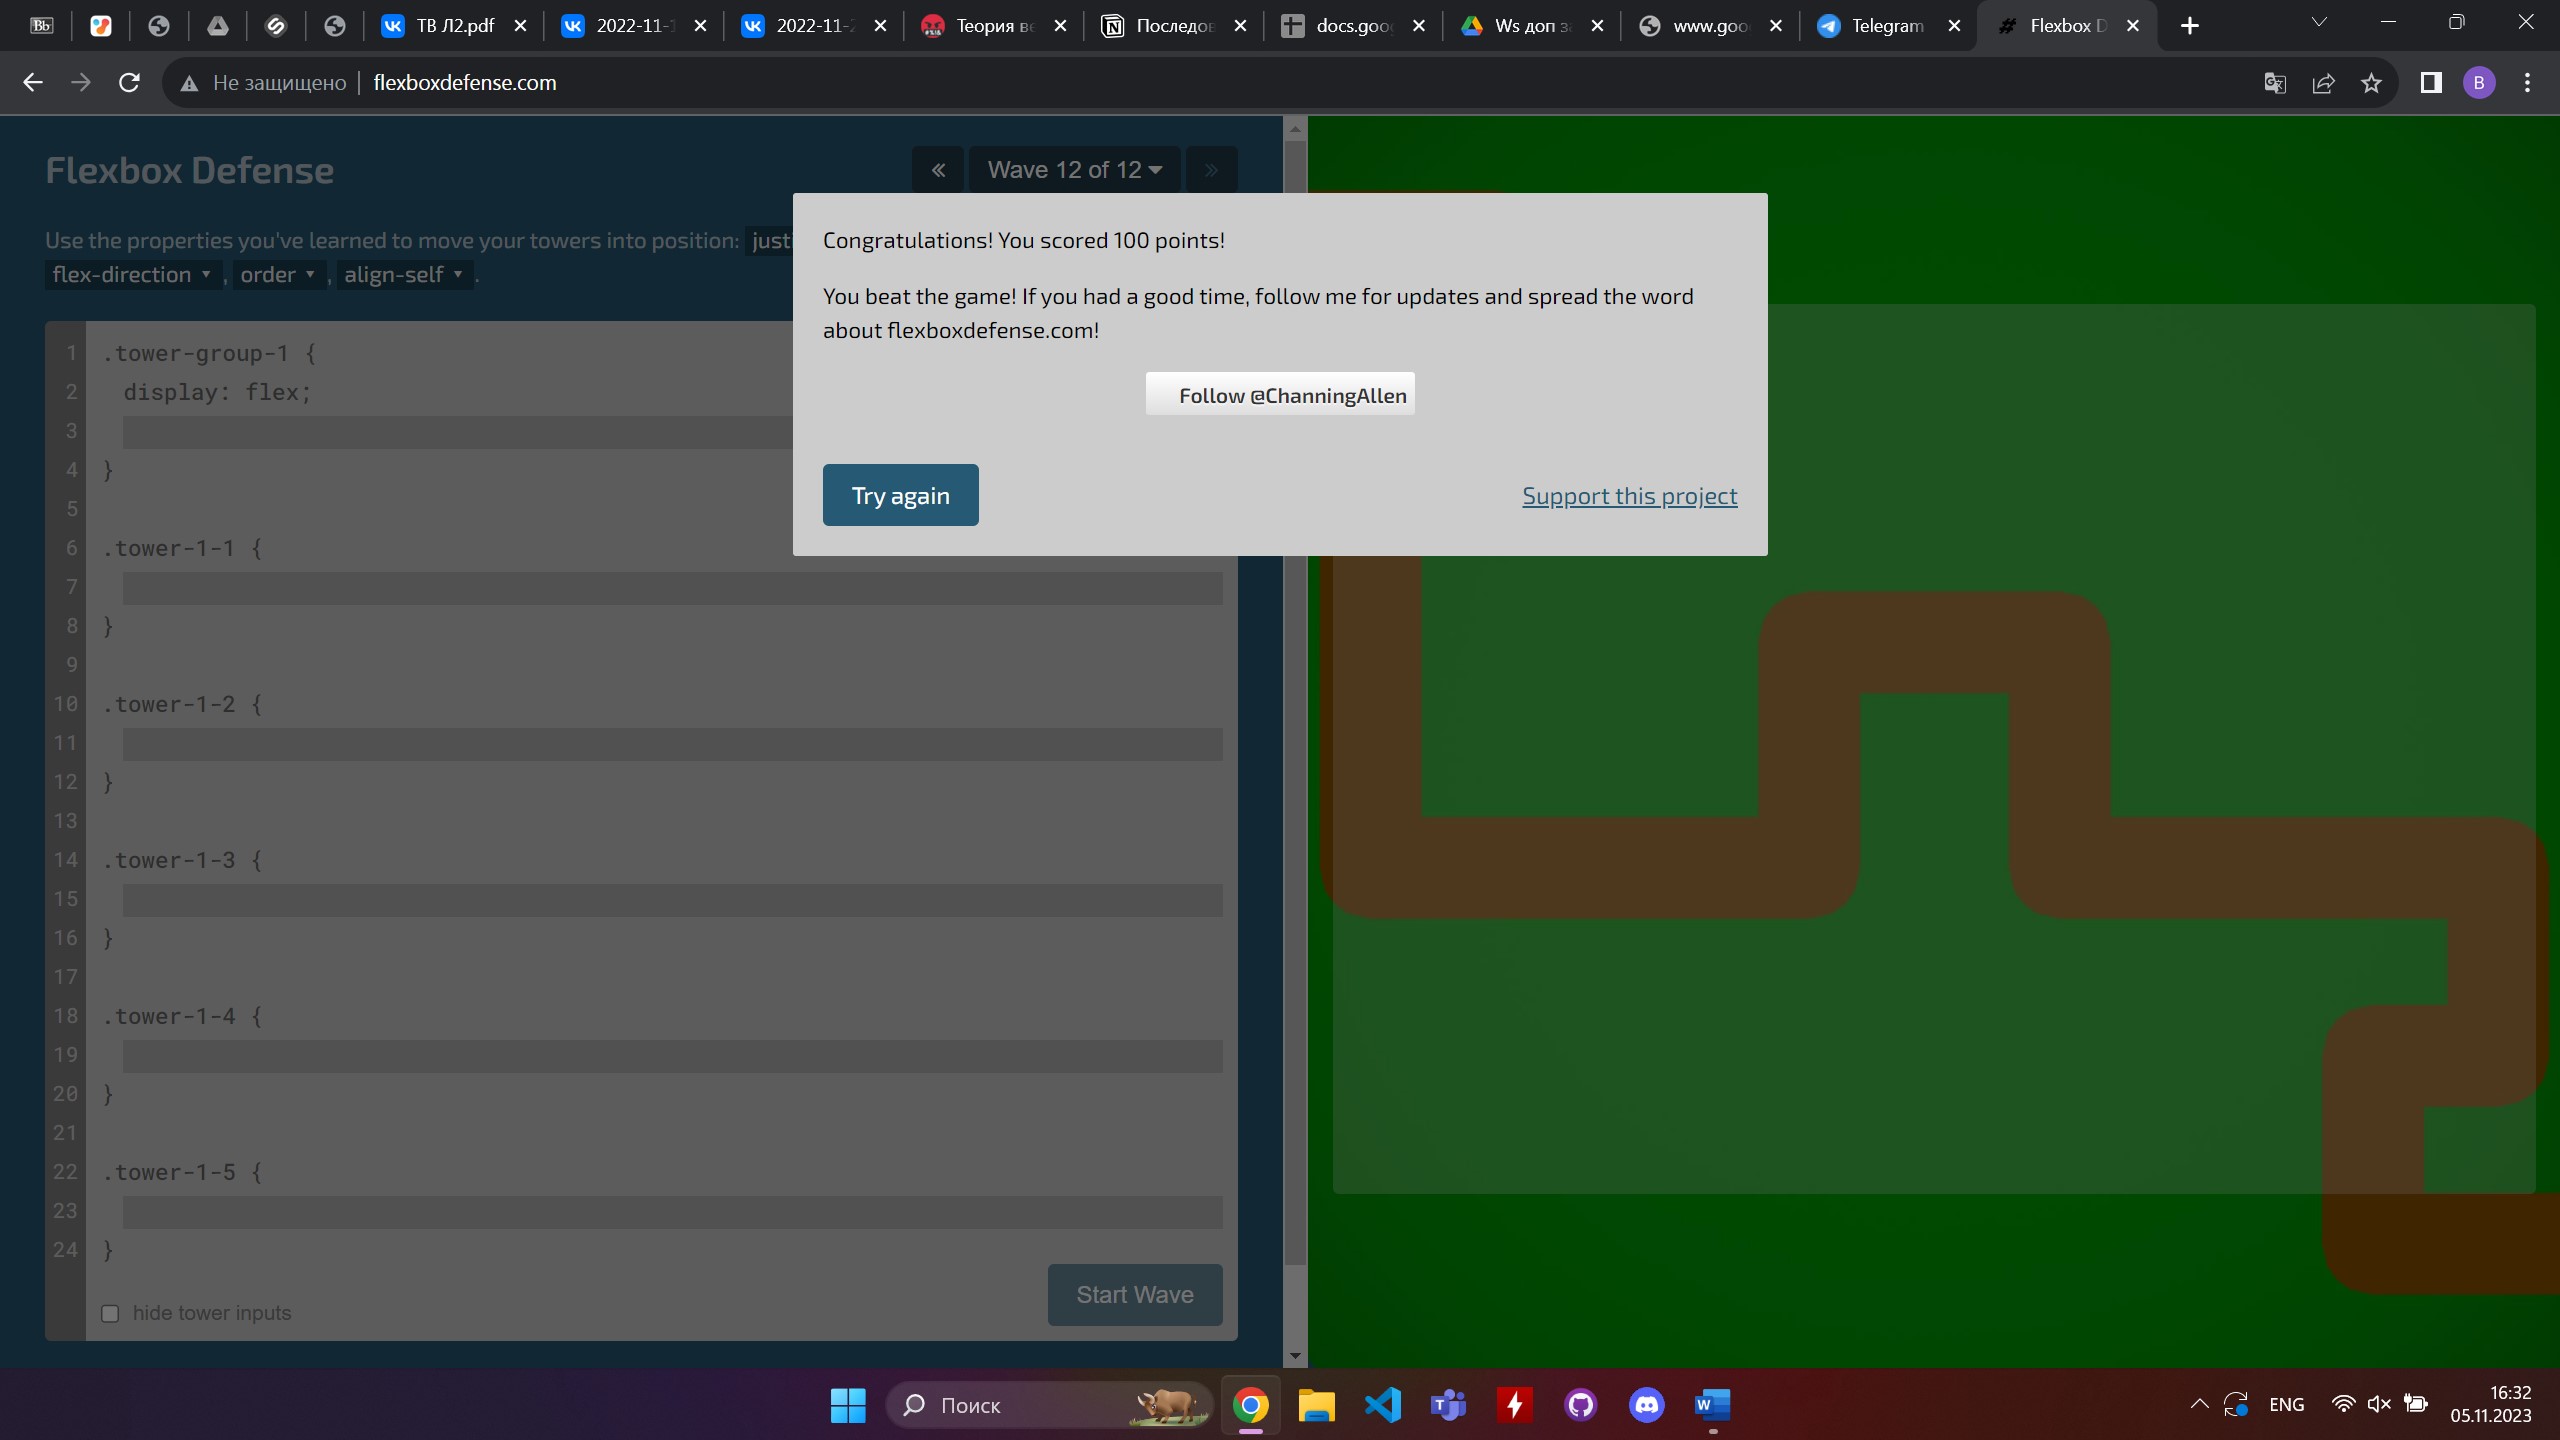 Bb
ТВ Л2.pdf
2022-11-
2022-11-
Теория
Последов
docs.goo
Ws доп
www.goo
Telegram
Flexbox D
Не защищено
flexboxdefense.com
B
Flexbox Defense
Wave 12 of 12
Use the properties you've learned to move your towers into position: justi
flex-direction ▾ , order ▾ , align-self ▾ .
Congratulations! You scored 100 points!
You beat the game! If you had a good time, follow me for updates and spread the word
about flexboxdefense.com!
Follow @ChanningAllen
Try again
Support this project
1 .tower-group-1 {
2 display: flex;
3
4 }
5
6 .tower-1-1 {
7
8 }
9
10 .tower-1-2 {
11
12 }
13
14 .tower-1-3 {
15
16 }
17
18 .tower-1-4 {
19
20 }
21
22 .tower-1-5 {
23
24 }
hide tower inputs
Start Wave
Поиск
ENG
16:32
05.11.2023